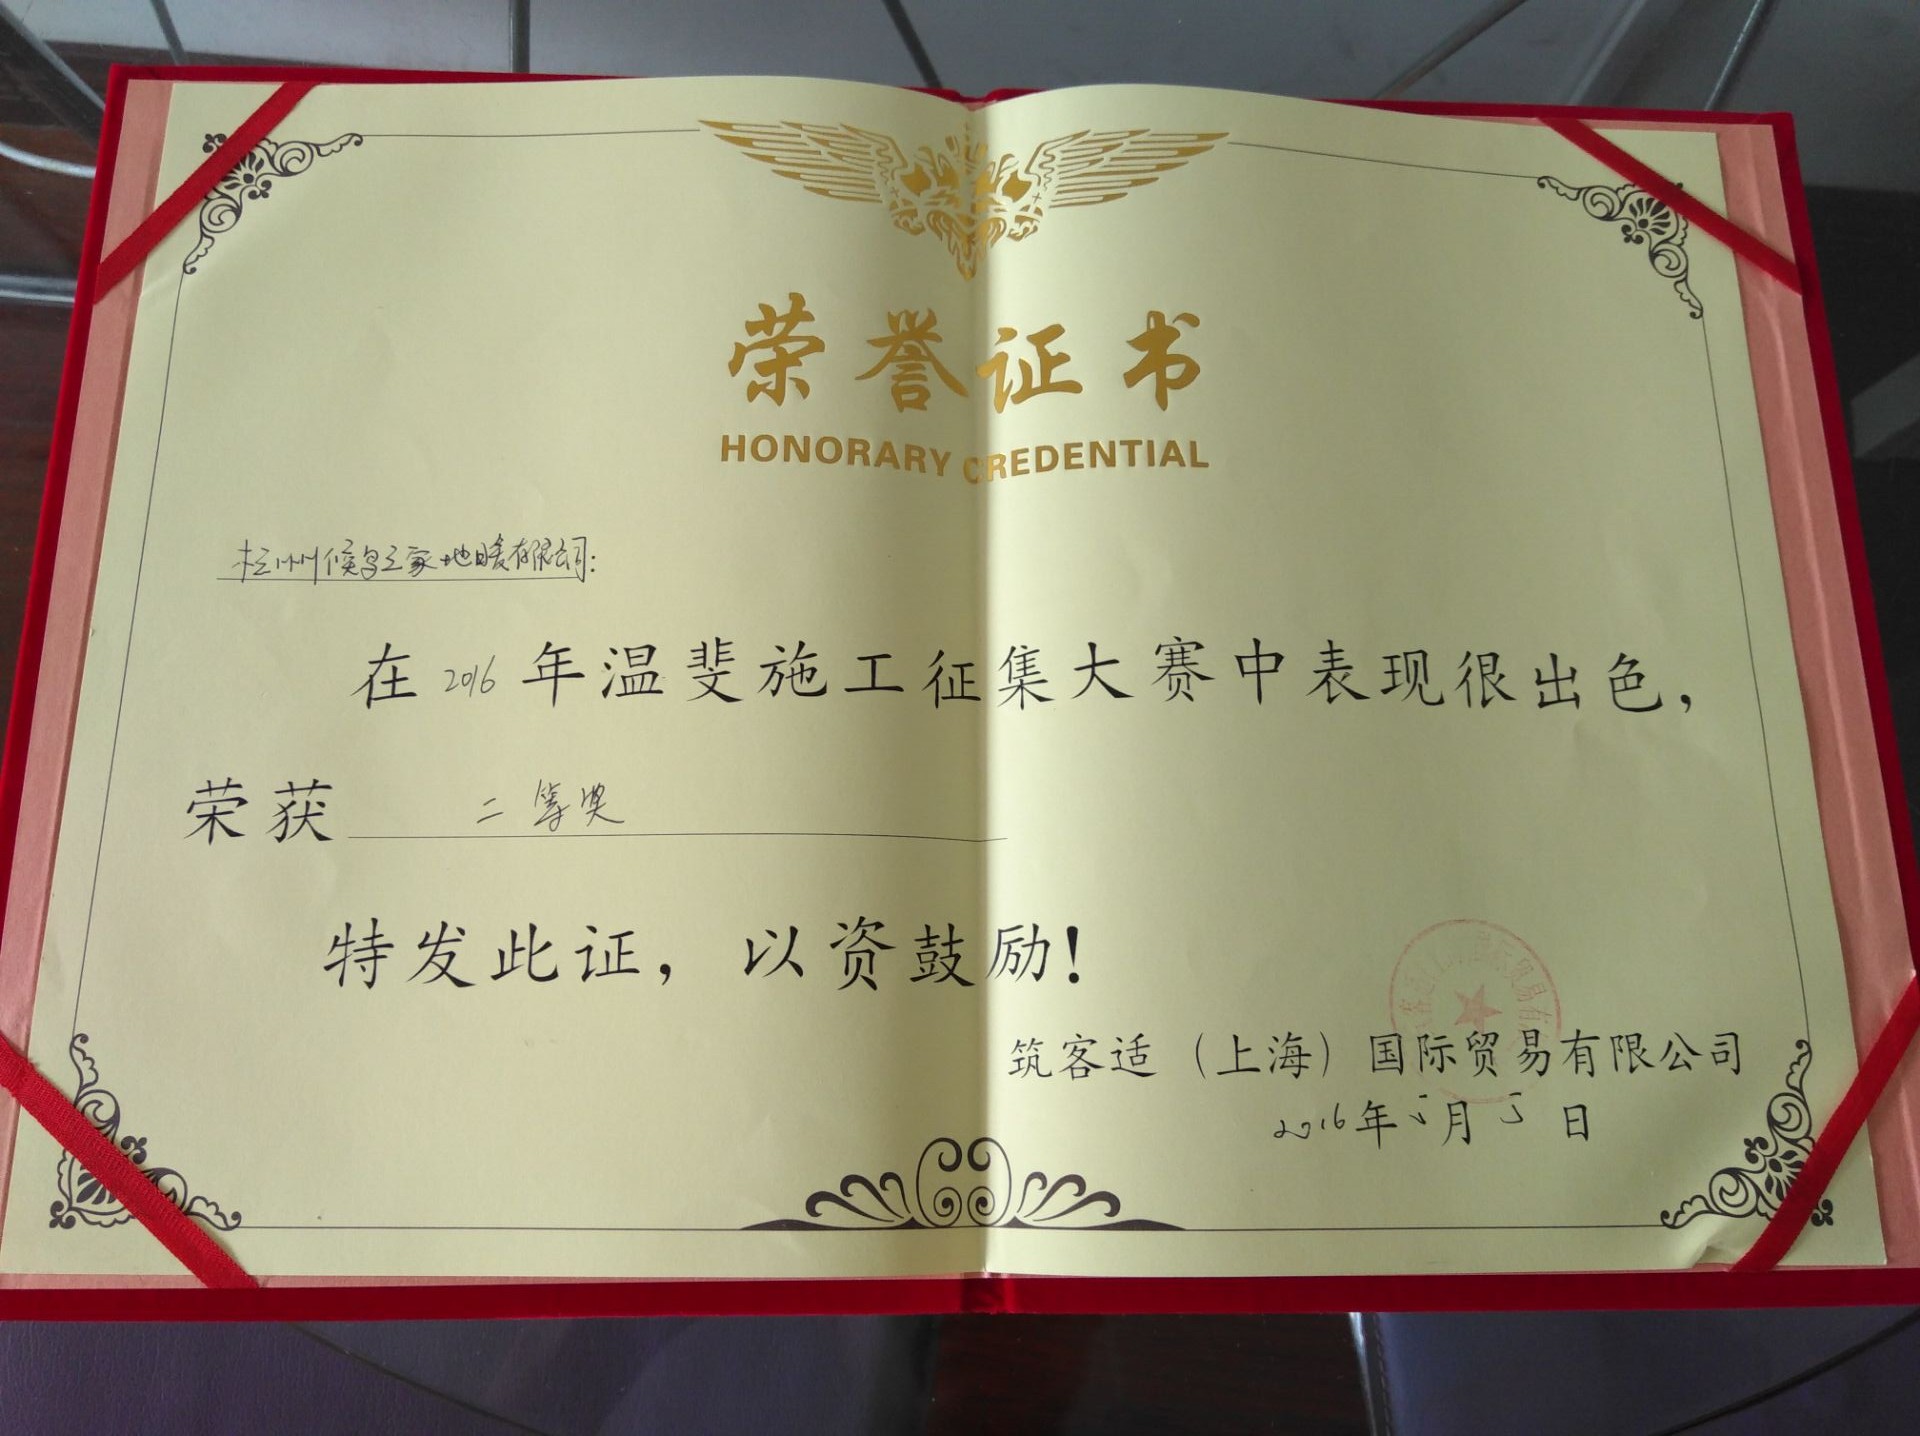 荣誉证书
HONORARY CREDENTIAL
杭州候鸟之家地暖有限公司:
在2016年温斐施工征集大赛中表现很出色，
荣获 二等奖
特发此证，以资鼓励！
筑客适（上海）国际贸易有限公司
2016年5月5日